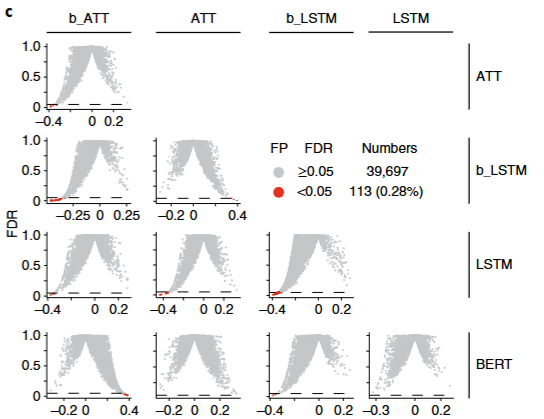 c
b_ATT ATT b_LSTM LSTM
1.0
0.5
0
−0.4 0 0.2
ATT
FP FDR Numbers
≥0.05 39,697
<0.05 113 (0.28%)
1.0
0.5
0
−0.25 0 0.25
−0.2 0 0.4
b_LSTM
FDR
1.0
0.5
0
−0.4 0 0.2
−0.4 0 0.2
−0.4 0 0.2
LSTM
1.0
0.5
0
−0.2 0 0.4
−0.2 0 0.2
−0.4 0 0.2
−0.3 0 0.2
BERT